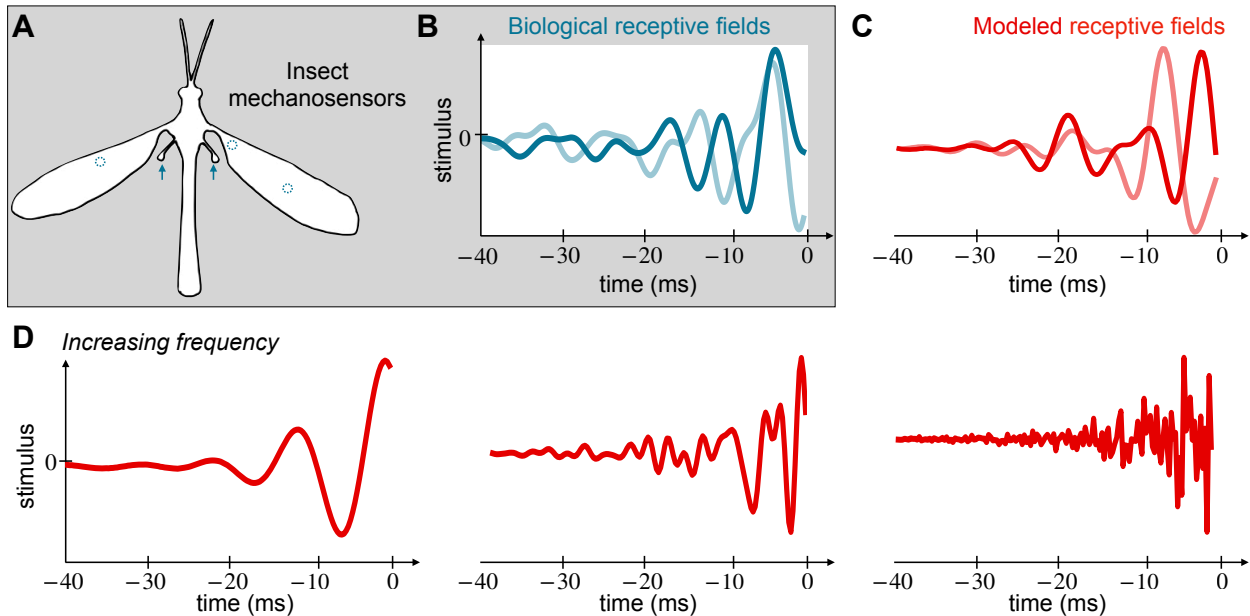 A
Insect
mechanosensors
B
Biological receptive fields
stimulus
0
−40
−30
−20
−10
0
time (ms)
C
Modeled receptive fields
−40
−30
−20
−10
0
time (ms)
D
Increasing frequency
stimulus
0
−40
−30
−20
−10
0
time (ms)
−40
−30
−20
−10
0
time (ms)
−40
−30
−20
−10
0
time (ms)